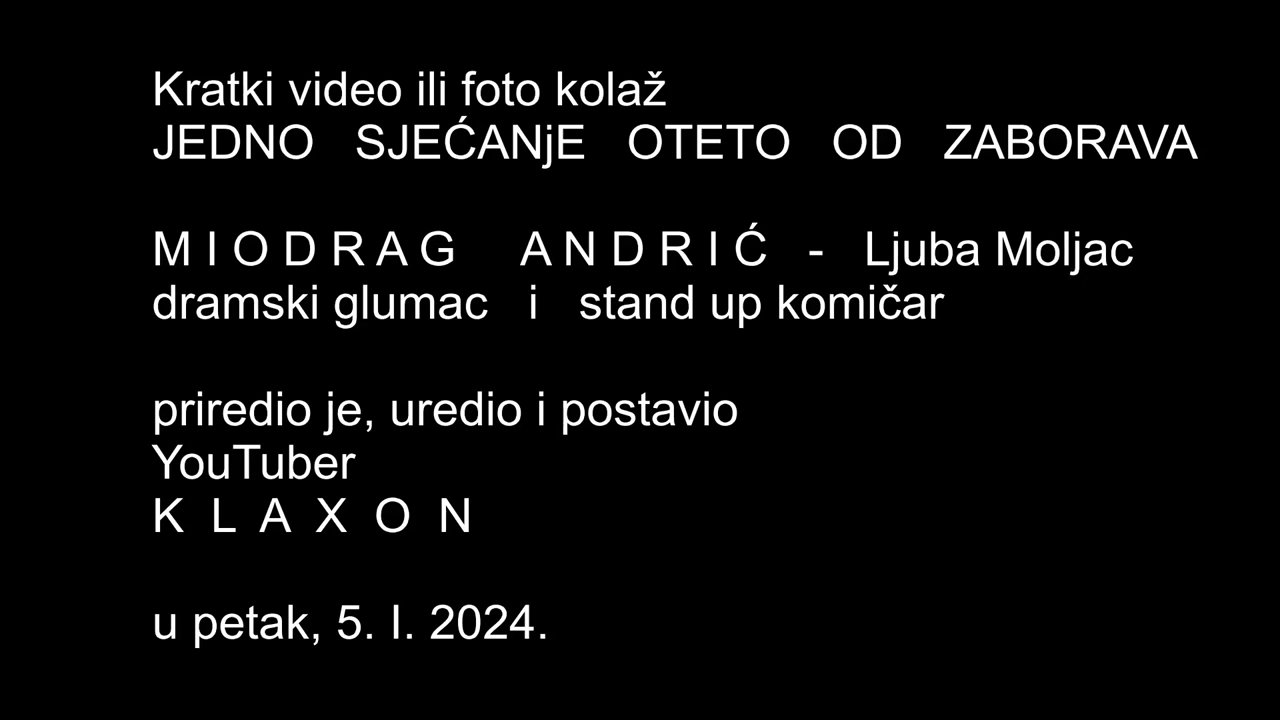 Kratki video ili foto kolaž
JEDNO SJEĆANjE OTETO OD ZABORAVA
M I O D R A G A N D R I Ć - Ljuba Moljac
dramski glumac i stand up komičar
priredio je, uredio i postavio
YouTuber
K L A X O N
u petak, 5. I. 2024.